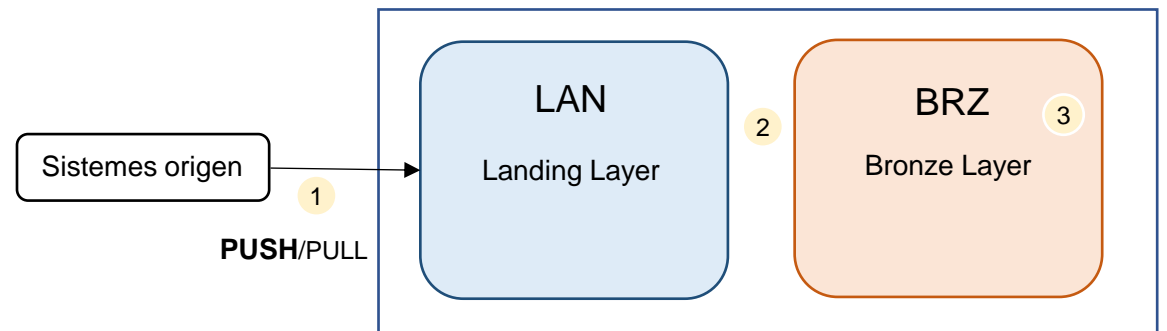 Sistemes origen
1
PUSH/PULL
LAN
Landing Layer
2
BRZ
3
Bronze Layer